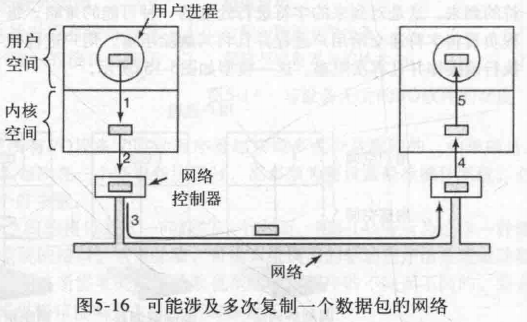 用户进程
用户
空间
1
5
内核
空间
2
4
网络
控制器
3
网络
图5-16 可能涉及多次复制一个数据包的网络